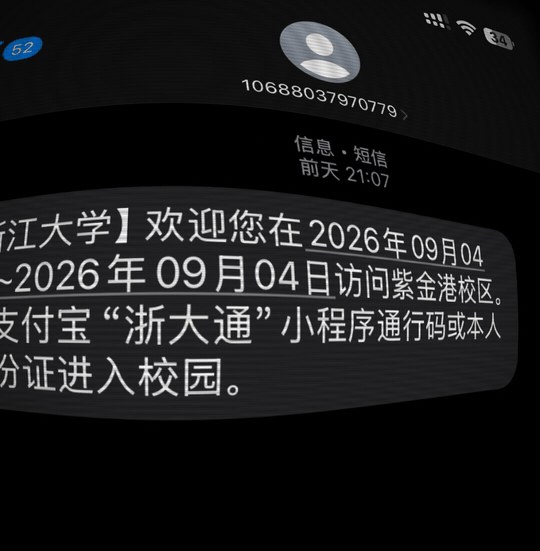 52
34
10688037970779
信息·短信
前天 21:07
浙江大学】欢迎您在2026年09月04
~2026年09月04日访问紫金港校区。
支付宝“浙大通”小程序通行码或本人
份证进入校园。